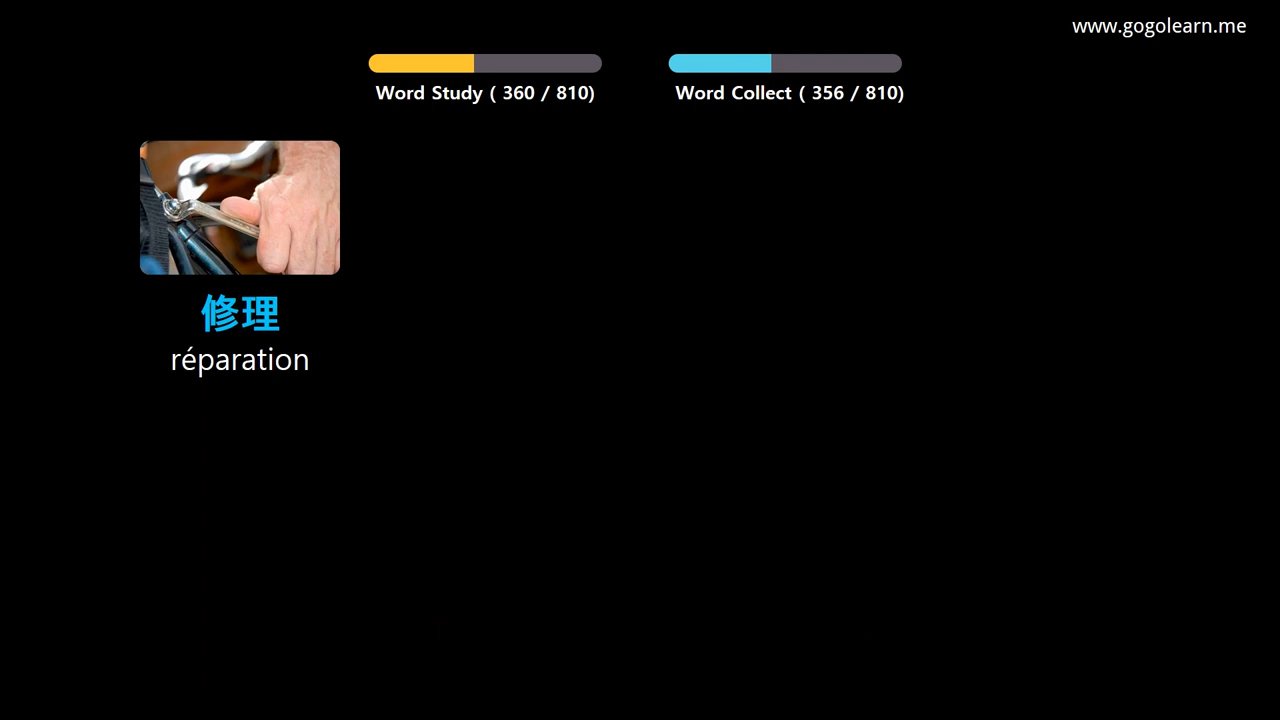 www.gogolearn.me
Word Study ( 360 / 810)
Word Collect ( 356 / 810)
修理
réparation